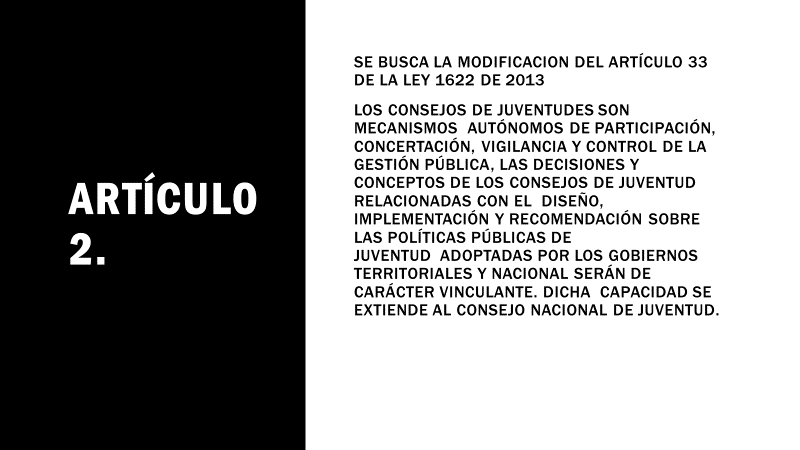 ARTÍCULO
2.
SE BUSCA LA MODIFICACION DEL ARTÍCULO 33
DE LA LEY 1622 DE 2013
LOS CONSEJOS DE JUVENTUDES SON
MECANISMOS AUTÓNOMOS DE PARTICIPACIÓN,
CONCERTACIÓN, VIGILANCIA Y CONTROL DE LA
GESTIÓN PÚBLICA, LAS DECISIONES Y
CONCEPTOS DE LOS CONSEJOS DE JUVENTUD
RELACIONADAS CON EL DISEÑO,
IMPLEMENTACIÓN Y RECOMENDACIÓN SOBRE
LAS POLÍTICAS PÚBLICAS DE
JUVENTUD ADOPTADAS POR LOS GOBIERNOS
TERRITORIALES Y NACIONAL SERÁN DE
CARÁCTER VINCULANTE. DICHA CAPACIDAD SE
EXTIENDE AL CONSEJO NACIONAL DE JUVENTUD.